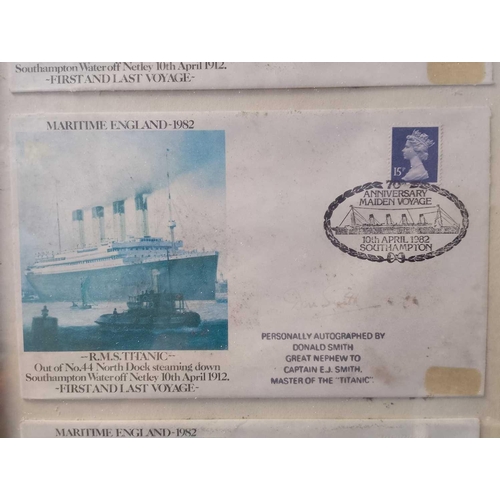 Southampton Water off Netley 10th April 1912.
-FIRST AND LAST VOYAGE-
MARITIME ENGLAND-1982
15P
70th
ANNIVERSARY
MAIDEN VOYAGE
10th APRIL 1982
SOUTHAMPTON
PERSONALLY AUTOGRAPHED BY
DONALD SMITH
GREAT NEPHEW TO
CAPTAIN E.J. SMITH,
MASTER OF THE "TITANIC"
-R.M.S.TITANIC-
Out of No.44 North Dock steaming down
Southampton Water off Netley 10th April 1912.
-FIRST AND LAST VOYAGE-
MARITIME ENGLAND-1982